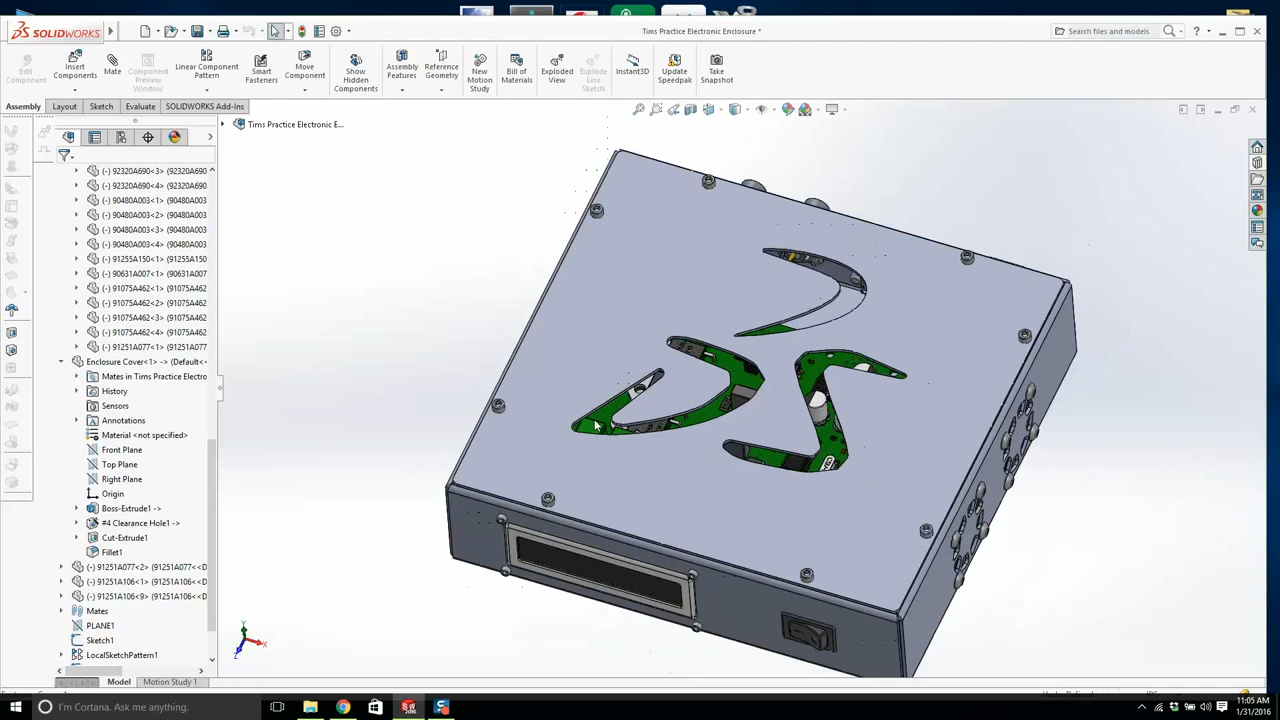 SOLIDWORKS
Tims Practice Electronic Enclosure *
Search files and models
Edit Component
Insert Components
Mate
Component Preview Window
Linear Component Pattern
Smart Fasteners
Move Component
Show Hidden Components
Assembly Features
Reference Geometry
New Motion Study
Bill of Materials
Exploded View
Explode Line Sketch
Instant3D
Update Speedpak
Take Snapshot
Assembly
Layout
Sketch
Evaluate
SOLIDWORKS Add-Ins
Tims Practice Electronic E...
(-) 92320A690<3> (92320A690
(-) 92320A690<4> (92320A690
(-) 90480A003<1> (90480A003
(-) 90480A003<2> (90480A003
(-) 90480A003<3> (90480A003
(-) 90480A003<4> (90480A003
(-) 91255A150<1> (91255A150
(-) 90631A007<1> (90631A007
(-) 91075A462<1> (91075A462
(-) 91075A462<2> (91075A462
(-) 91075A462<3> (91075A462
(-) 91075A462<4> (91075A462
(-) 91251A077<1> (91251A077
Enclosure Cover<1> -> (Default<
Mates in Tims Practice Electro
History
Sensors
Annotations
Material <not specified>
Front Plane
Top Plane
Right Plane
Origin
Boss-Extrude1 ->
#4 Clearance Hole1 ->
Cut-Extrude1
Fillet1
(-) 91251A077<2> (91251A077<<D
(-) 91251A106<1> (91251A106<<D
(-) 91251A106<9> (91251A106<<D
Mates
PLANE1
Sketch1
LocalSketchPattern1
Model
Motion Study 1
I'm Cortana. Ask me anything.
11:05 AM
1/31/2016